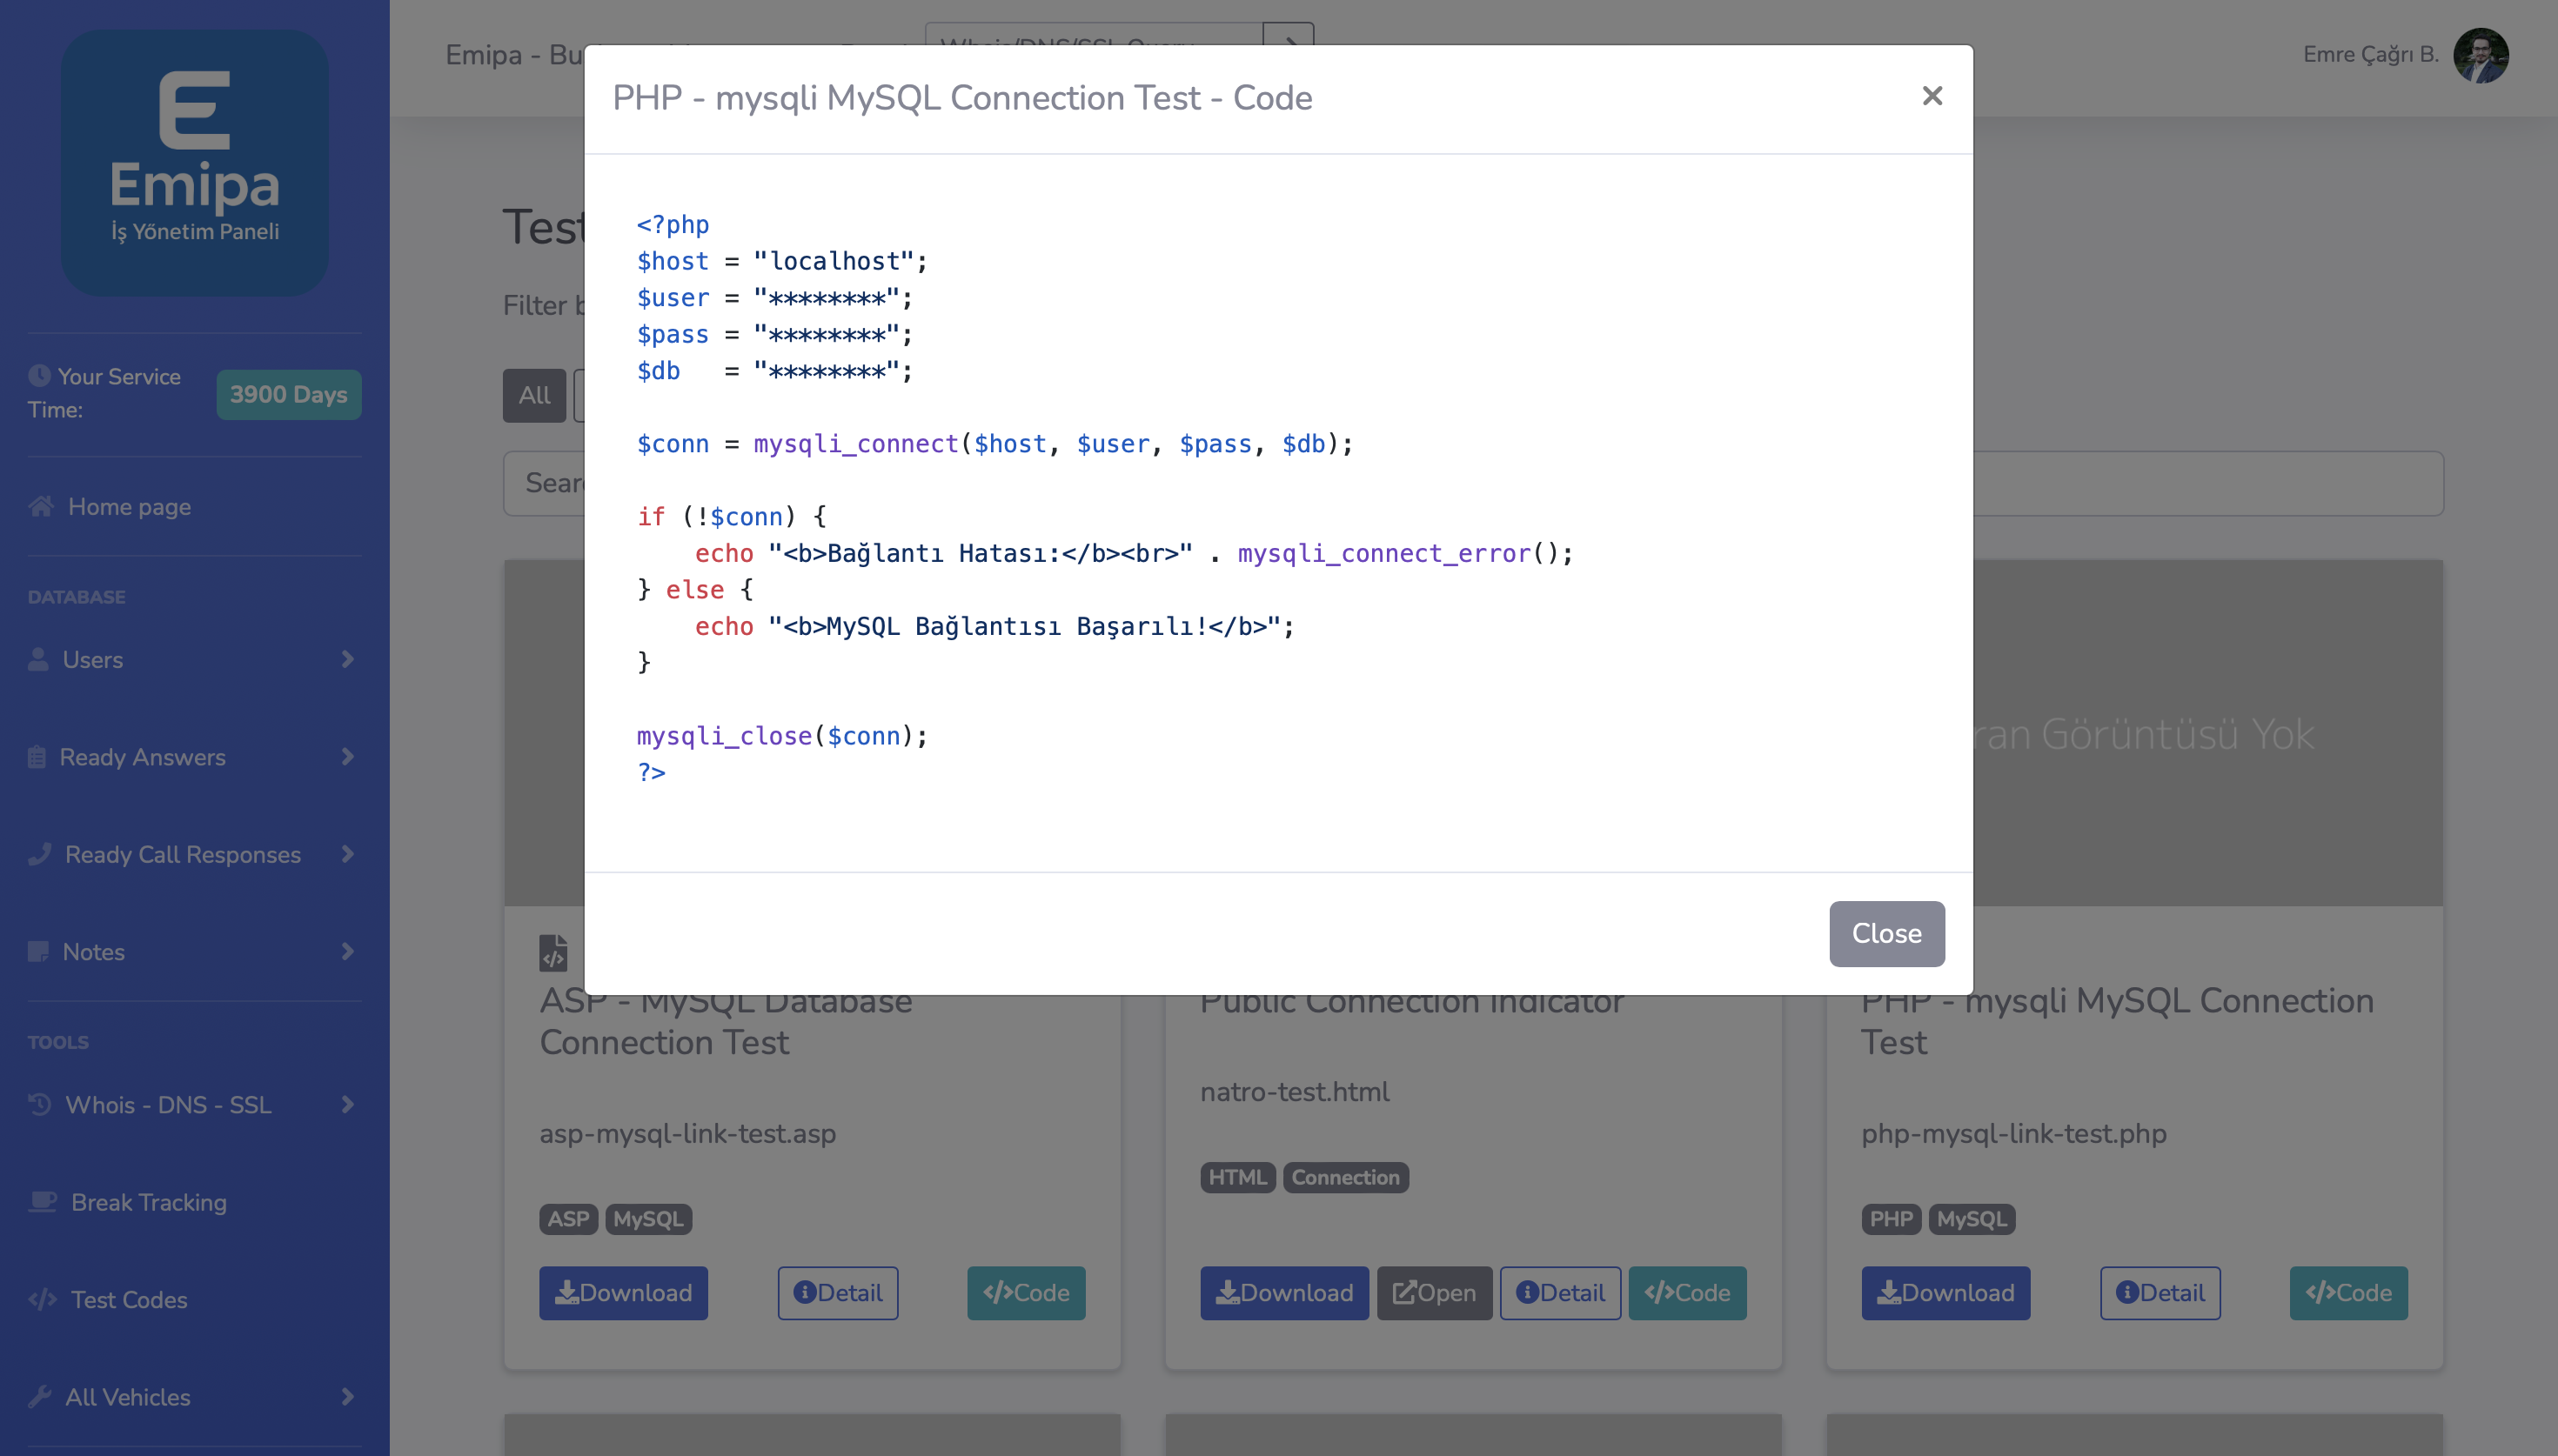 E
Emipa
İş Yönetim Paneli
Your Service
Time:
3900 Days
Home page
DATABASE
Users
Ready Answers
Ready Call Responses
Notes
TOOLS
Whois - DNS - SSL
Break Tracking
Test Codes
All Vehicles
Emipa - Bu
Whois/DNS/SSL Query
Emre Çağrı B.
Test
Filter
All
PHP - mysqli MySQL Connection Test - Code
×
<?php
$host = "localhost";
$user = "********";
$pass = "********";
$db   = "********";
$conn = mysqli_connect($host, $user, $pass, $db);
if (!$conn) {
    echo "<b>Bağlantı Hatası:</b><br>" . mysqli_connect_error();
} else {
    echo "<b>MySQL Bağlantısı Başarılı!</b>";
}
mysqli_close($conn);
?>
Close
ran Görüntüsü Yok
ASP - MySQL Database
Connection Test
asp-mysql-link-test.asp
ASP MySQL
Download Detail </>Code
Public Connection Indicator
natro-test.html
HTML Connection
Download Open Detail </>Code
PHP - mysqli MySQL Connection
Test
php-mysql-link-test.php
PHP MySQL
Download Detail </>Code